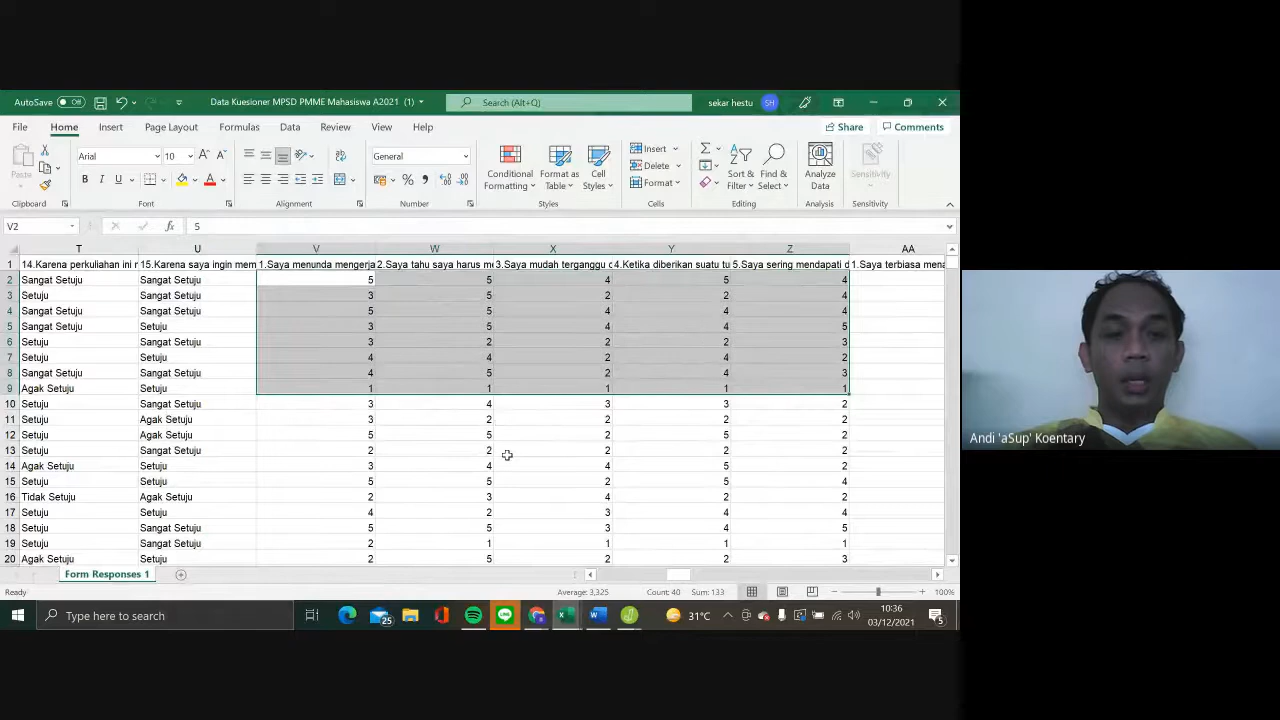 AutoSave Off Data Kuesioner MPSD PMME Mahasiswa A2021 (1) Search (Alt+Q) sekar hestu SH
File Home Insert Page Layout Formulas Data Review View Help Share Comments
Arial 10 General Insert
Paste B I U Conditional Formatting Format as Table Cell Styles Delete Format Sort & Filter Find & Select Analyze Data Sensitivity
Clipboard Font Alignment Number Styles Cells Editing Analysis Sensitivity
V2 fx 5
T U V W X Y Z AA
1 14.Karena perkuliahan ini 15.Karena saya ingin 1.Saya menunda mengerja 2.Saya tahu saya harus 3.Saya mudah terganggu 4.Ketika diberikan suatu tu 5.Saya sering mendapati d 1.Saya terbiasa mena
2 Sangat Setuju Sangat Setuju 5 5 4 5 4
3 Setuju Sangat Setuju 3 5 2 2 4
4 Sangat Setuju Sangat Setuju 5 5 4 4 4
5 Sangat Setuju Setuju 3 5 4 4 5
6 Setuju Sangat Setuju 3 2 2 2 3
7 Setuju Setuju 4 4 2 4 2
8 Sangat Setuju Sangat Setuju 4 5 2 4 3
9 Agak Setuju Setuju 1 1 1 1 1
10 Setuju Sangat Setuju 3 4 3 3 2
11 Setuju Agak Setuju 3 2 2 2 2
12 Setuju Agak Setuju 5 5 2 5 2
13 Setuju Sangat Setuju 2 2 2 2 2
14 Agak Setuju Setuju 3 4 4 5 2
15 Setuju Setuju 5 5 2 5 4
16 Tidak Setuju Agak Setuju 2 3 4 2 2
17 Setuju Setuju 4 2 3 4 4
18 Setuju Sangat Setuju 5 5 3 4 5
19 Setuju Sangat Setuju 2 1 1 1 1
20 Agak Setuju Setuju 2 5 2 2 3
Andi 'aSup' Koentary
Form Responses 1
Ready Average: 3,325 Count: 40 Sum: 133 100%
Type here to search 25 31°C 10:36
03/12/2021 5